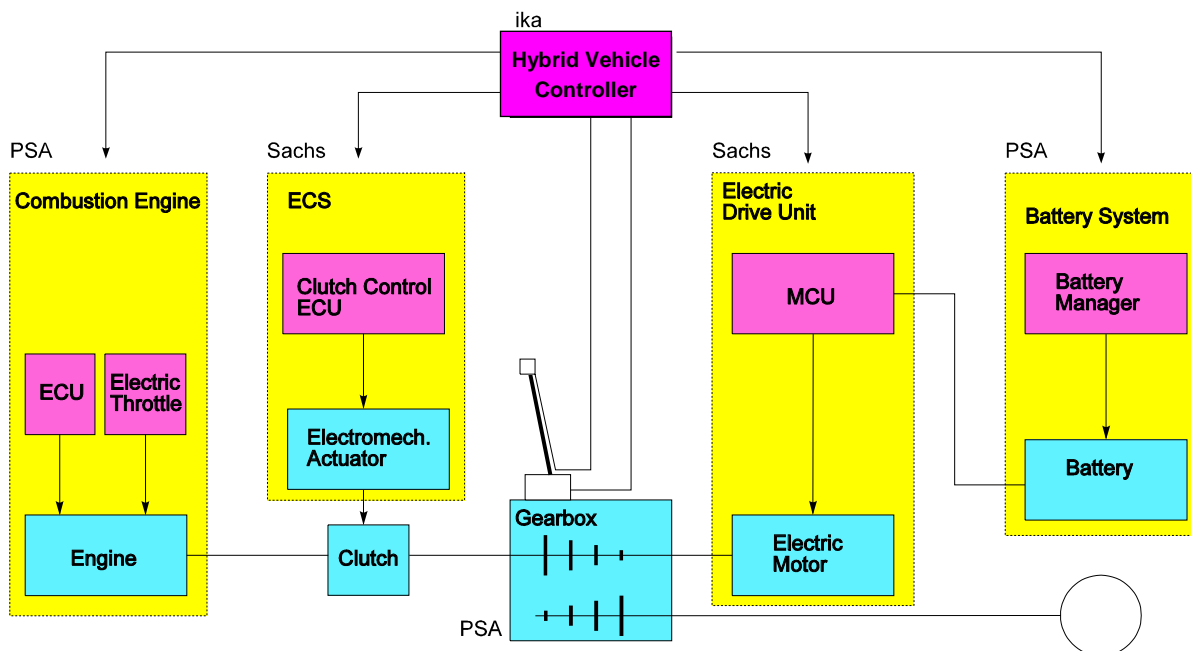 ika
Hybrid Vehicle
Controller
PSA
Sachs
Sachs
PSA
Combustion Engine
ECS
Electric
Drive Unit
Battery System
Clutch Control
ECU
MCU
Battery
Manager
ECU
Electric
Throttle
Electromech.
Actuator
Battery
Gearbox
Engine
Clutch
Electric
Motor
PSA